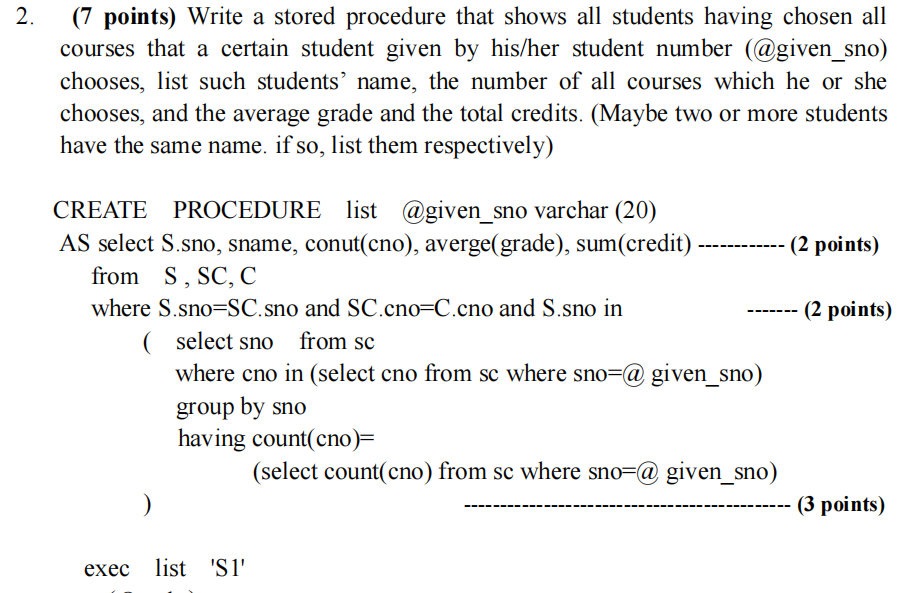 2. (7 points) Write a stored procedure that shows all students having chosen all
courses that a certain student given by his/her student number (@given_sno)
chooses, list such students' name, the number of all courses which he or she
chooses, and the average grade and the total credits. (Maybe two or more students
have the same name. if so, list them respectively)
CREATE PROCEDURE list @given_sno varchar (20)
AS select S.sno, sname, conut(cno), averge(grade), sum(credit) ------------ (2 points)
from S , SC, C
where S.sno=SC.sno and SC.cno=C.cno and S.sno in ------- (2 points)
( select sno from sc
where cno in (select cno from sc where sno=@ given_sno)
group by sno
having count(cno)=
(select count(cno) from sc where sno=@ given_sno)
) --------------------------------------------- (3 points)
exec list 'S1'